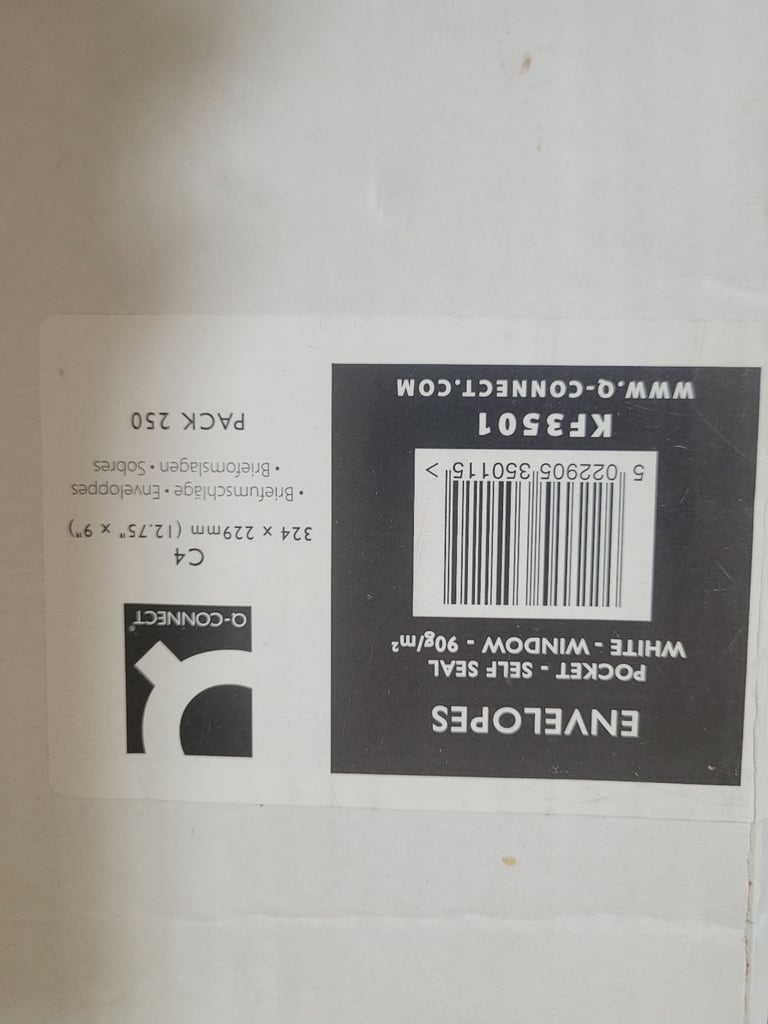 ENVELOPES
POCKET - SELF SEAL
WHITE - WINDOW - 90g/m²
5 022905 350115 >
KF3501
WWW.Q-CONNECT.COM
Q-CONNECT®
C4
324 x 229mm (12.75" x 9")
• Briefumschläge • Enveloppes
• Briefomslagen • Sobres
PACK 250